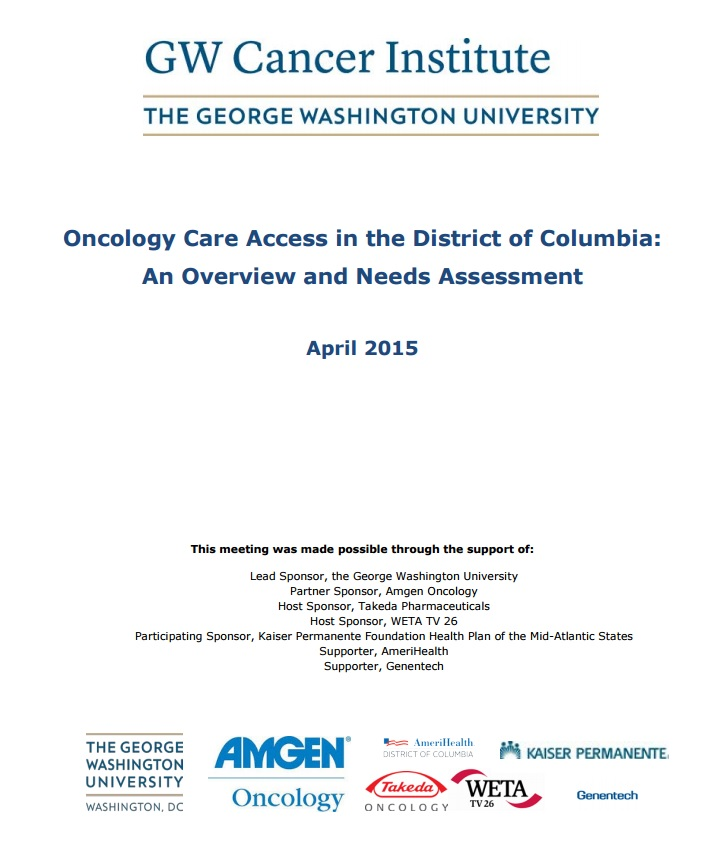 GW Cancer Institute
THE GEORGE WASHINGTON UNIVERSITY
Oncology Care Access in the District of Columbia:
An Overview and Needs Assessment
April 2015
This meeting was made possible through the support of:
Lead Sponsor, the George Washington University
Partner Sponsor, Amgen Oncology
Host Sponsor, Takeda Pharmaceuticals
Host Sponsor, WETA TV 26
Participating Sponsor, Kaiser Permanente Foundation Health Plan of the Mid-Atlantic States
Supporter, AmeriHealth
Supporter, Genentech
THE GEORGE
WASHINGTON
UNIVERSITY
WASHINGTON, DC
AMGEN®
Oncology
AmeriHealth
DISTRICT OF COLUMBIA
Takeda
ONCOLOGY
KAISER PERMANENTE.
WETA
TV 26
Genentech